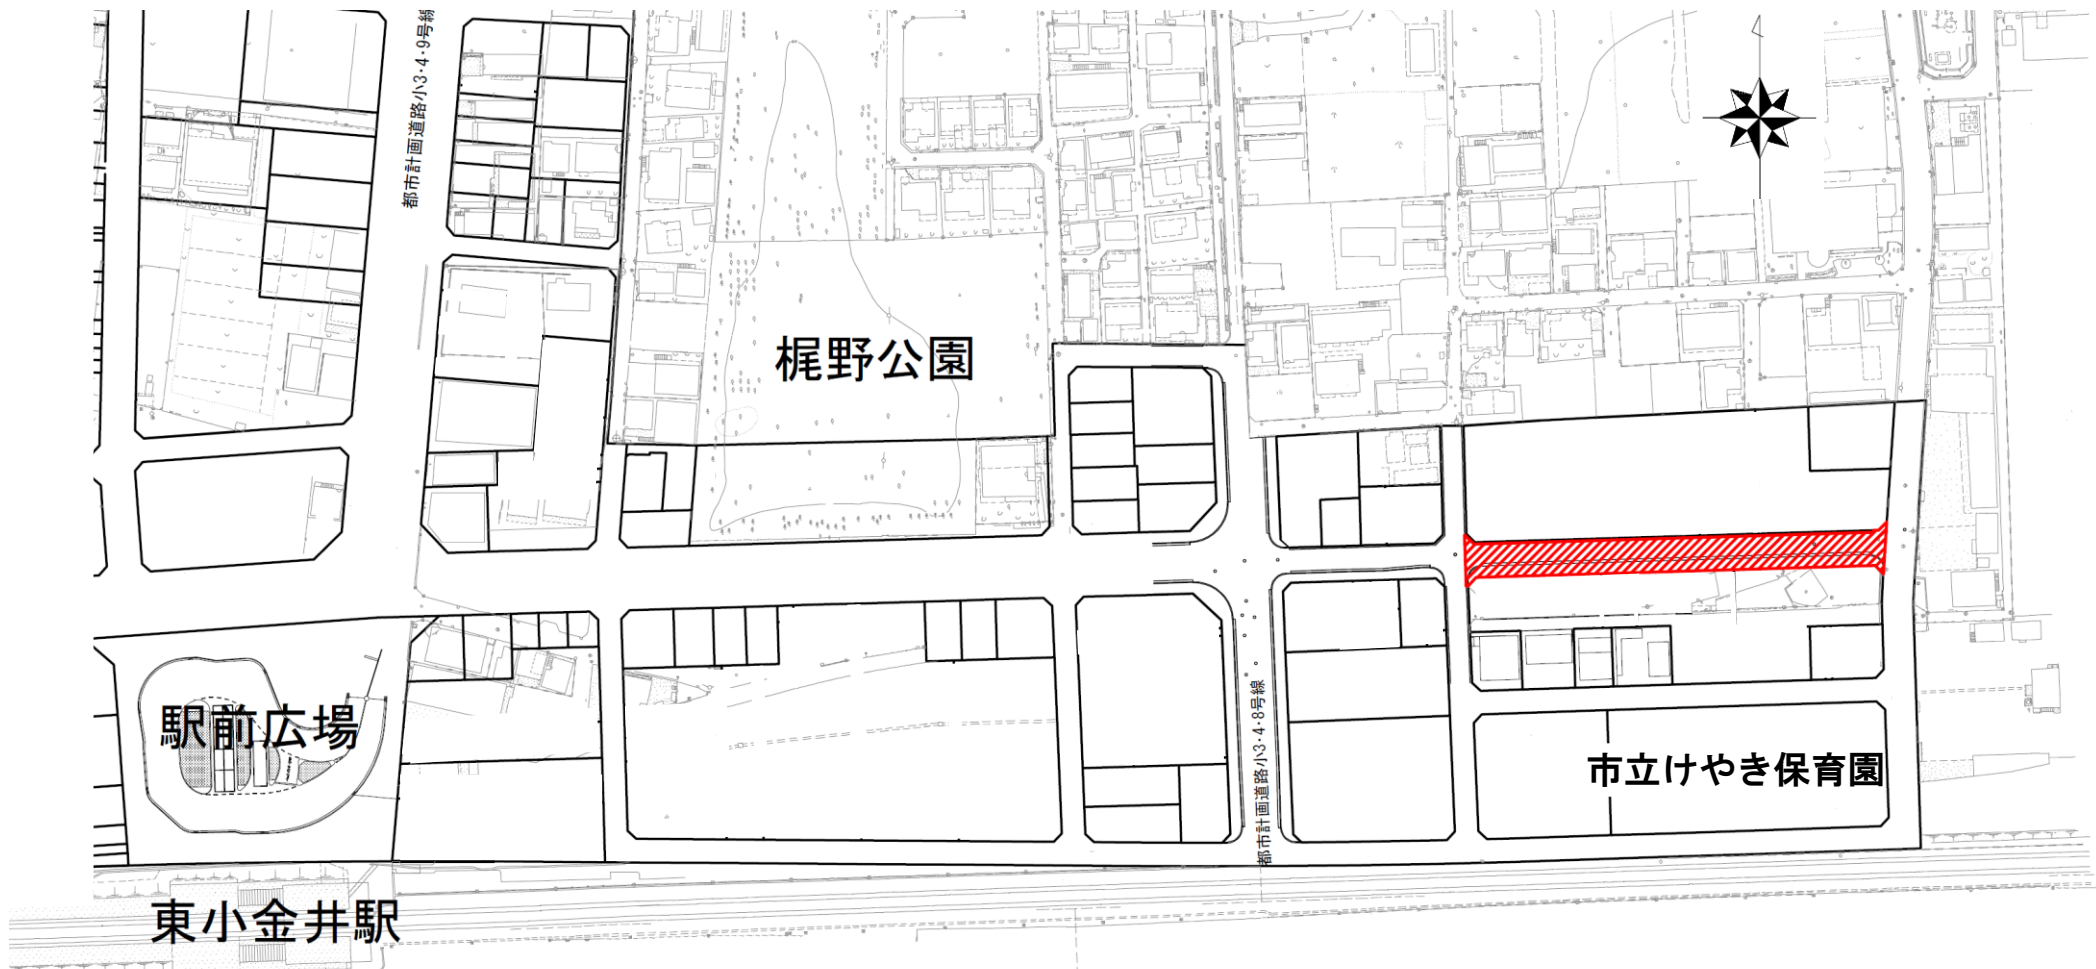 都市計画道路小3・4・9号線
梶野公園
駅前広場
都市計画道路小3・4・8号線
市立けやき保育園
東小金井駅